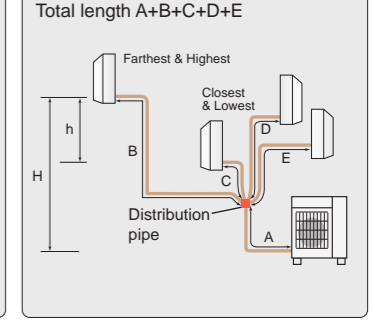 Total length A+B+C+D+E
Farthest & Highest
Closest
& Lowest
h
D
B
E
H
C
Distribution
pipe
A